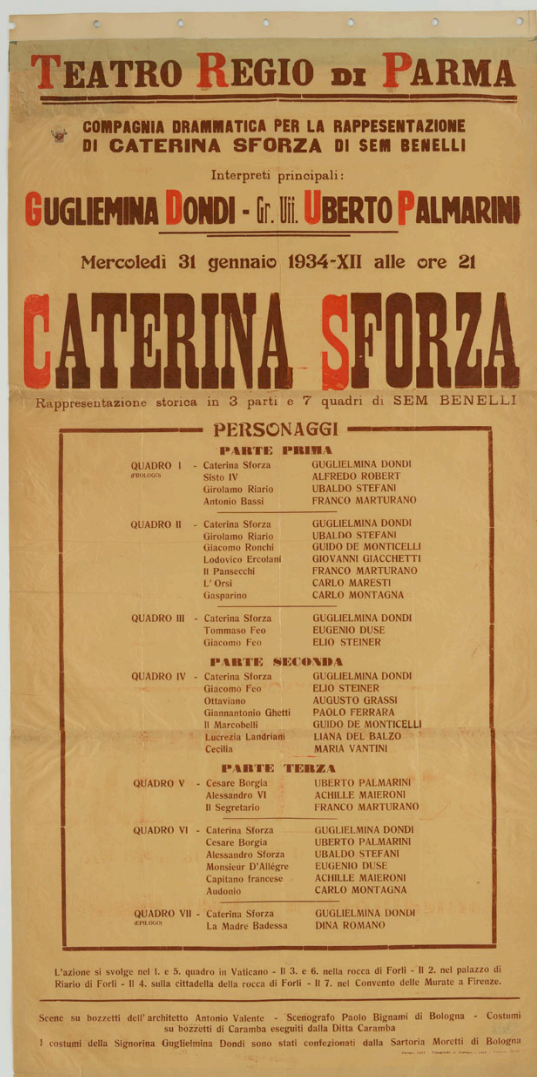 TEATRO REGIO DI PARMA
COMPAGNIA DRAMMATICA PER LA RAPPESENTAZIONE
DI CATERINA SFORZA DI SEM BENELLI
Interpreti principali:
GUGLIEMINA DONDI - Gr. Uii. UBERTO PALMARINI
Mercoledì 31 gennaio 1934-XII alle ore 21
CATERINA SFORZA
Rappresentazione storica in 3 parti e 7 quadri di SEM BENELLI
PERSONAGGI
PARTE PRIMA
QUADRO I - Caterina Sforza GUGLIELMINA DONDI
(PROLOGO) Sisto IV ALFREDO ROBERT
Girolamo Riario UBALDO STEFANI
Antonio Bassi FRANCO MARTURANO
QUADRO II - Caterina Sforza GUGLIELMINA DONDI
Girolamo Riario UBALDO STEFANI
Giacomo Ronchi GUIDO DE MONTICELLI
Lodovico Ercolani GIOVANNI GIACCHETTI
Il Pansecchi FRANCO MARTURANO
L' Orsi CARLO MARESTI
Gasparino CARLO MONTAGNA
QUADRO III - Caterina Sforza GUGLIELMINA DONDI
Tommaso Feo EUGENIO DUSE
Giacomo Feo ELIO STEINER
PARTE SECONDA
QUADRO IV - Caterina Sforza GUGLIELMINA DONDI
Giacomo Feo ELIO STEINER
Ottaviano AUGUSTO GRASSI
Giannantonio Ghetti PAOLO FERRARA
Il Marcobelli GUIDO DE MONTICELLI
Lucrezia Landriani LIANA DEL BALZO
Cecilia MARIA VANTINI
PARTE TERZA
QUADRO V - Cesare Borgia UBERTO PALMARINI
Alessandro VI ACHILLE MAIERONI
Il Segretario FRANCO MARTURANO
QUADRO VI - Caterina Sforza GUGLIELMINA DONDI
Cesare Borgia UBERTO PALMARINI
Alessandro Sforza UBALDO STEFANI
Monsieur D'Allégre EUGENIO DUSE
Capitano francese ACHILLE MAIERONI
Audonio CARLO MONTAGNA
QUADRO VII - Caterina Sforza GUGLIELMINA DONDI
(EPILOGO) La Madre Badessa DINA ROMANO
L'azione si svolge nel 1. e 5. quadro in Vaticano - Il 3. e 6. nella rocca di Forlì - Il 2. nel palazzo di
Riario di Forlì - Il 4. sulla cittadella della rocca di Forlì - Il 7. nel Convento delle Murate a Firenze.
Scene su bozzetti dell'architetto Antonio Valente - Scenografo Paolo Bignami di Bologna - Costumi
su bozzetti di Caramba eseguiti dalla Ditta Caramba
I costumi della Signorina Guglielmina Dondi sono stati confezionati dalla Sartoria Moretti di Bologna